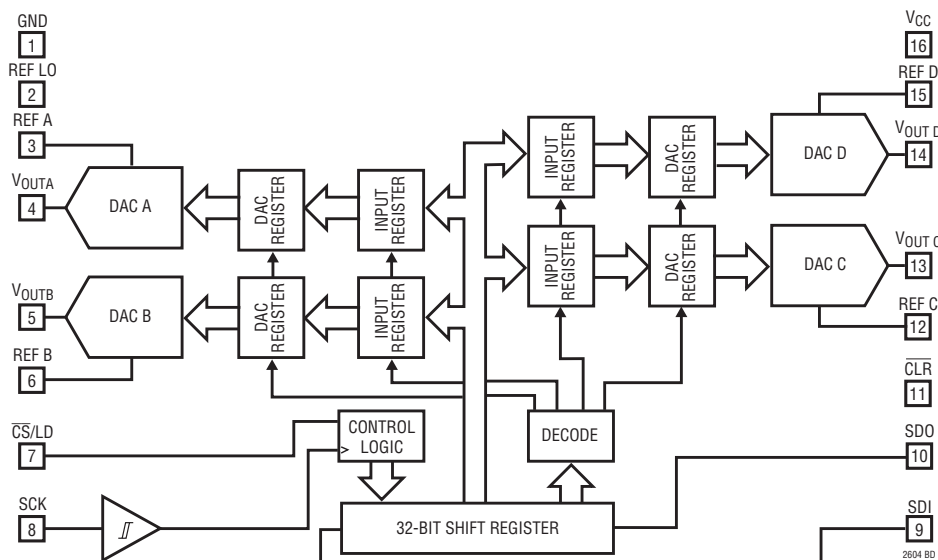 GND
1
REF LO
2
REF A
3
VOUTA
4
VOUTB
5
REF B
6
CS/LD
7
SCK
8
DAC A
DAC REGISTER
INPUT REGISTER
DAC B
DAC REGISTER
INPUT REGISTER
CONTROL
LOGIC
>
32-BIT SHIFT REGISTER
DECODE
INPUT REGISTER
DAC REGISTER
DAC D
INPUT REGISTER
DAC REGISTER
DAC C
VCC
16
REF D
15
VOUT D
14
VOUT C
13
REF C
12
CLR
11
SDO
10
SDI
9
2604 BD